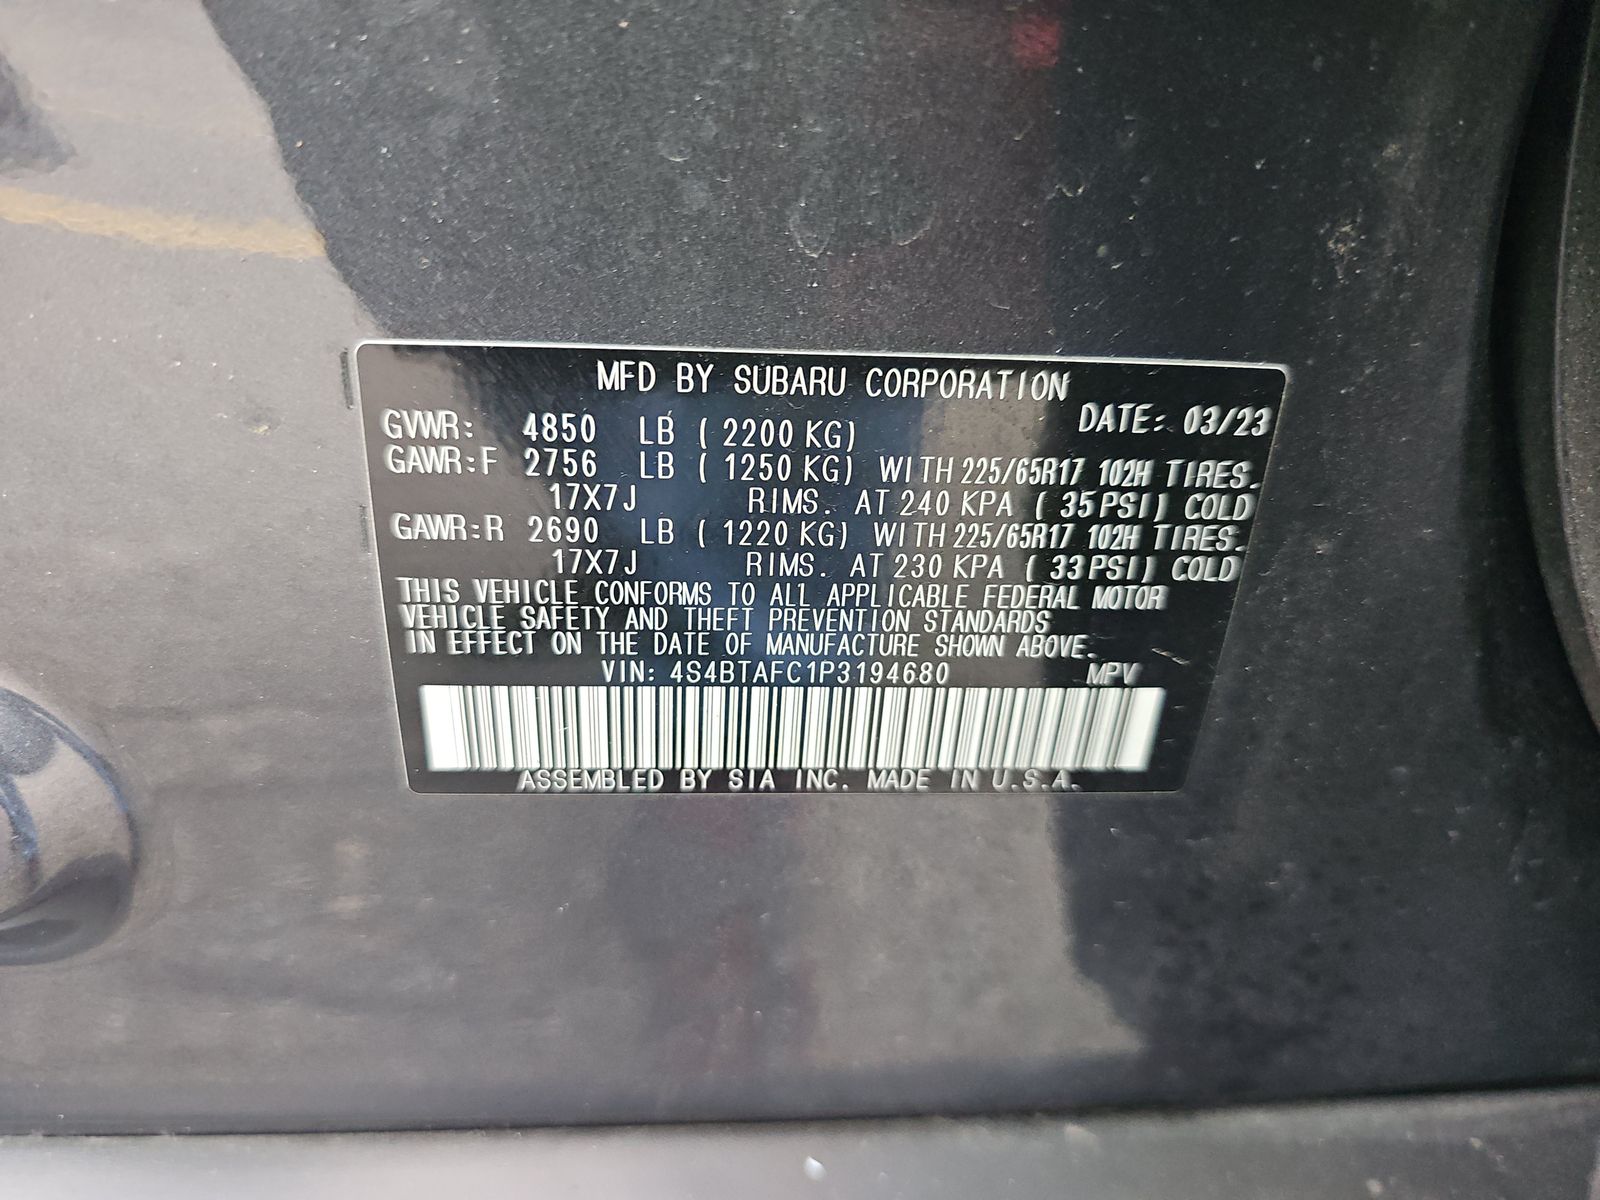 MFD BY SUBARU CORPORATION
DATE: 03/23
GVWR: 4850 LB ( 2200 KG)
GAWR:F 2756 LB ( 1250 KG) WITH 225/65R17 102H TIRES.
17X7J RIMS. AT 240 KPA ( 35 PSI) COLD
GAWR:R 2690 LB ( 1220 KG) WITH 225/65R17 102H TIRES.
17X7J RIMS. AT 230 KPA ( 33 PSI) COLD
THIS VEHICLE CONFORMS TO ALL APPLICABLE FEDERAL MOTOR
VEHICLE SAFETY AND THEFT PREVENTION STANDARDS
IN EFFECT ON THE DATE OF MANUFACTURE SHOWN ABOVE.
VIN: 4S4BTAFC1P3194680 MPV
ASSEMBLED BY SIA INC. MADE IN U.S.A.